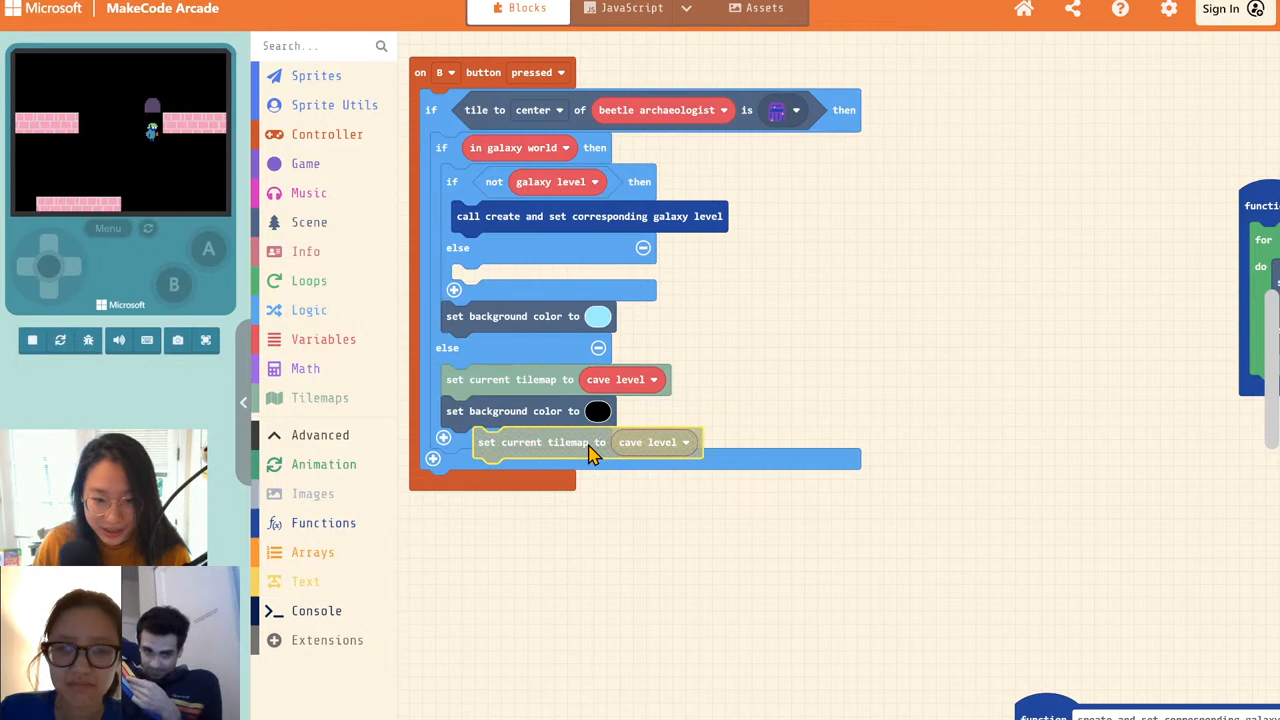 Microsoft
MakeCode Arcade
Blocks
JavaScript
Assets
Sign In
Menu
A
B
Microsoft
Search...
Sprites
Sprite Utils
Controller
Game
Music
Scene
Info
Loops
Logic
Variables
Math
Tilemaps
Advanced
Animation
Images
Functions
Arrays
Text
Console
Extensions
on B button pressed
if tile to center of beetle archaeologist is then
if in galaxy world then
if not galaxy level then
call create and set corresponding galaxy level
else
set background color to
else
set current tilemap to cave level
set background color to
set current tilemap to cave level
for
do